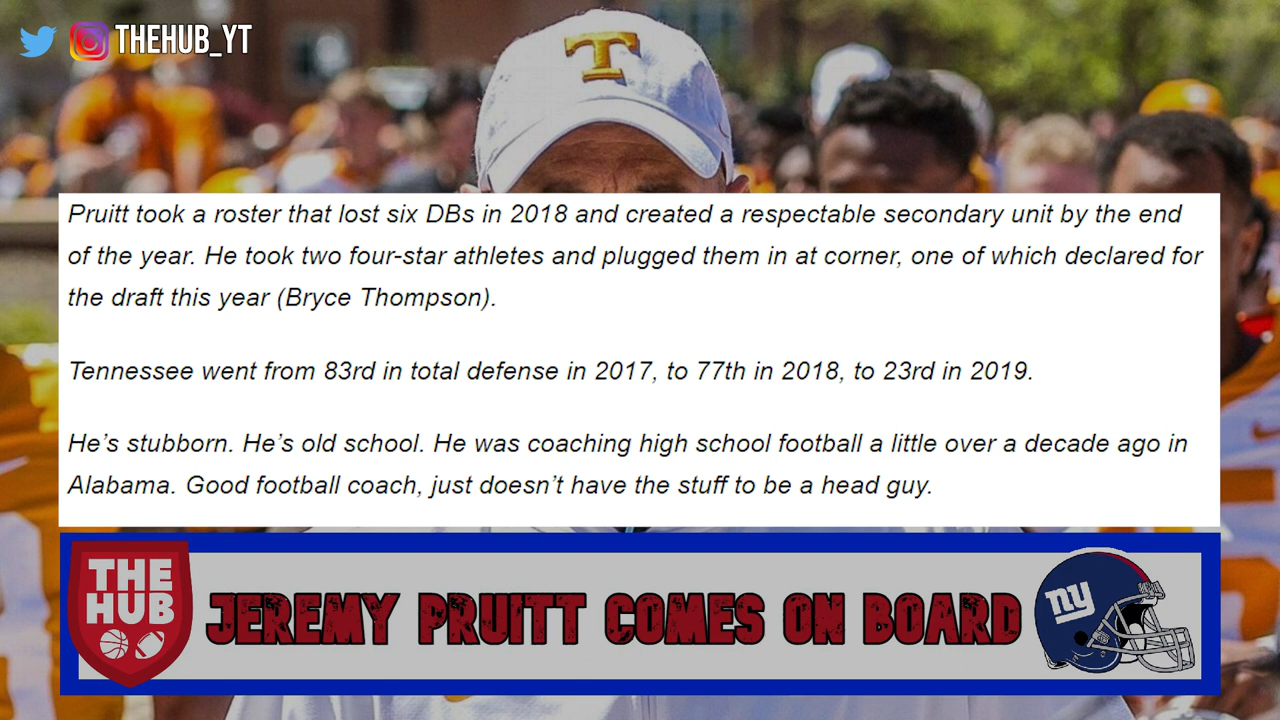 THEHUB_YT
T
Pruitt took a roster that lost six DBs in 2018 and created a respectable secondary unit by the end
of the year. He took two four-star athletes and plugged them in at corner, one of which declared for
the draft this year (Bryce Thompson).
Tennessee went from 83rd in total defense in 2017, to 77th in 2018, to 23rd in 2019.
He’s stubborn. He’s old school. He was coaching high school football a little over a decade ago in
Alabama. Good football coach, just doesn’t have the stuff to be a head guy.
THE
HUB
JEREMY PRUITT COMES ON BOARD
ny